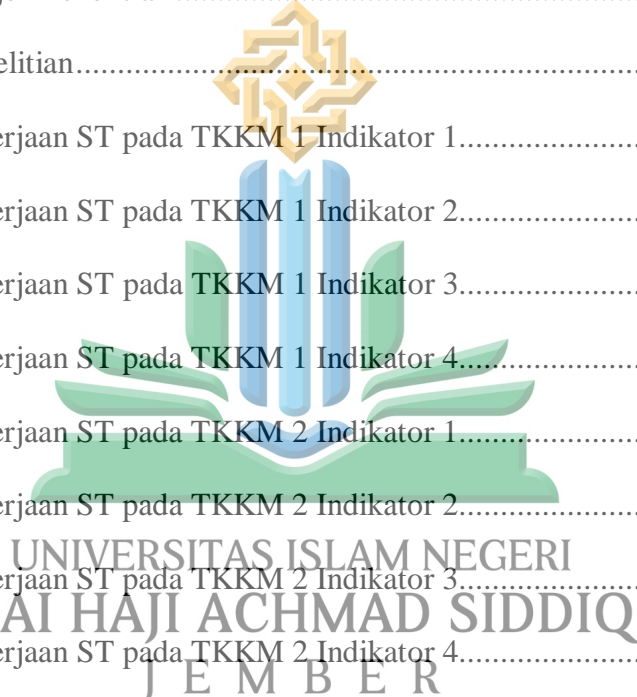 elitian....................................................................
erjaan ST pada TKKM 1 Indikator 1......................
erjaan ST pada TKKM 1 Indikator 2......................
erjaan ST pada TKKM 1 Indikator 3......................
erjaan ST pada TKKM 1 Indikator 4......................
erjaan ST pada TKKM 2 Indikator 1......................
erjaan ST pada TKKM 2 Indikator 2......................
UNIVERSITAS ISLAM NEGERI
erjaan ST pada TKKM 2 Indikator 3......................
AI HAJI ACHMAD SIDDIQ
erjaan ST pada TKKM 2 Indikator 4......................
JEMBER